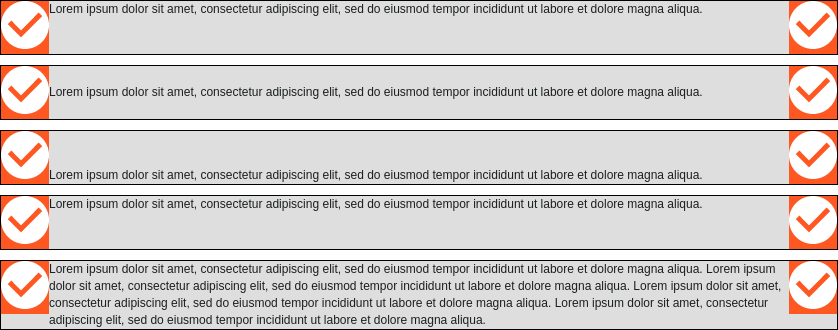 Lorem ipsum dolor sit amet, consectetur adipiscing elit, sed do eiusmod tempor incididunt ut labore et dolore magna aliqua.
Lorem ipsum dolor sit amet, consectetur adipiscing elit, sed do eiusmod tempor incididunt ut labore et dolore magna aliqua.
Lorem ipsum dolor sit amet, consectetur adipiscing elit, sed do eiusmod tempor incididunt ut labore et dolore magna aliqua.
Lorem ipsum dolor sit amet, consectetur adipiscing elit, sed do eiusmod tempor incididunt ut labore et dolore magna aliqua.
Lorem ipsum dolor sit amet, consectetur adipiscing elit, sed do eiusmod tempor incididunt ut labore et dolore magna aliqua. Lorem ipsum
dolor sit amet, consectetur adipiscing elit, sed do eiusmod tempor incididunt ut labore et dolore magna aliqua. Lorem ipsum dolor sit amet,
consectetur adipiscing elit, sed do eiusmod tempor incididunt ut labore et dolore magna aliqua. Lorem ipsum dolor sit amet, consectetur
adipiscing elit, sed do eiusmod tempor incididunt ut labore et dolore magna aliqua.